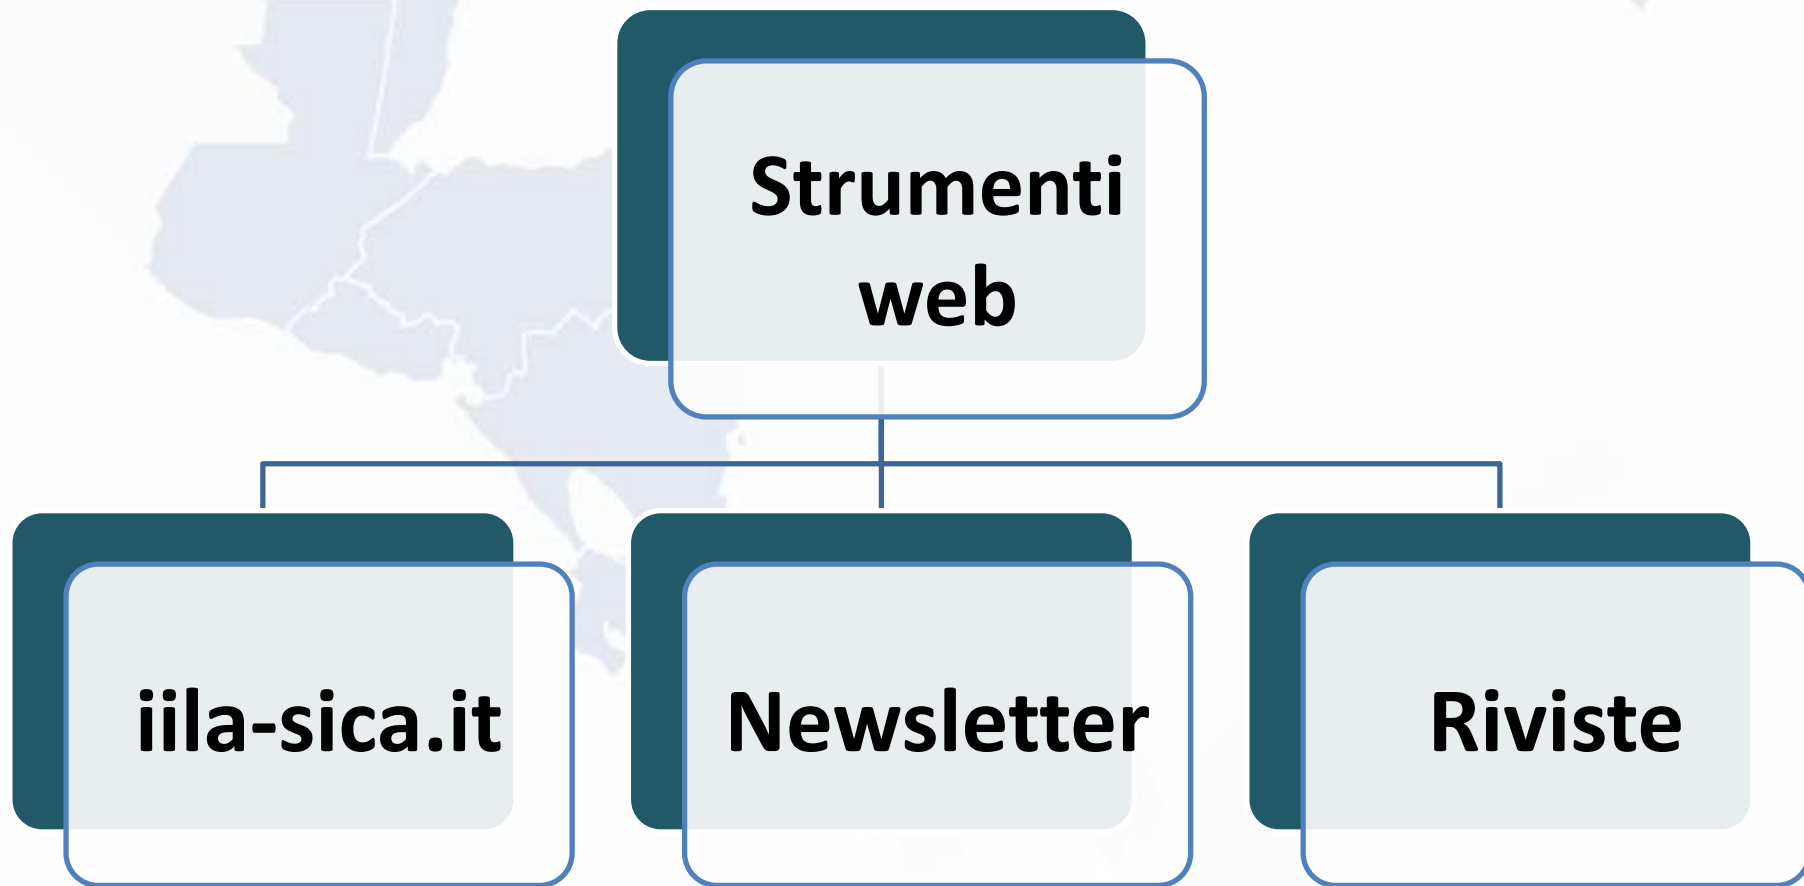 Strumenti
web
iila-sica.it
Newsletter
Riviste